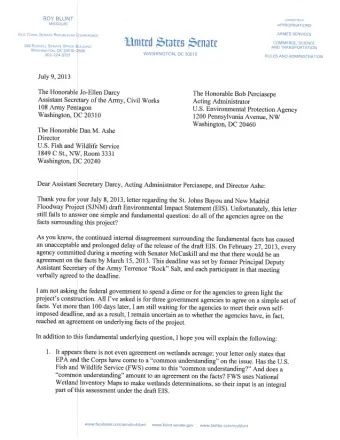 ROY BLUNT
MISSOURI
UNITED STATES SENATE
WASHINGTON, DC 20510
APPROPRIATIONS
ARMED SERVICES
COMMERCE, SCIENCE
AND TRANSPORTATION
RULES AND ADMINISTRATION
July 9, 2013
The Honorable Jo-Ellen Darcy
Assistant Secretary of the Army, Civil Works
108 Army Pentagon
Washington, DC 20310
The Honorable Bob Perciasepe
Acting Administrator
U.S. Environmental Protection Agency
1200 Pennsylvania Avenue, NW
Washington, DC 20460
The Honorable Dan M. Ashe
Director
U.S. Fish and Wildlife Service
1849 C St., NW, Room 3331
Washington, DC 20240
Dear Assistant Secretary Darcy, Acting Administrator Perciasepe, and Director Ashe:
Thank you for your July 8, 2013, letter regarding the St. Johns Bayou and New Madrid
Floodway Project (SJNM) draft Environmental Impact Statement (EIS). Unfortunately, this letter
still fails to answer one simple and fundamental question: do all of the agencies agree on the
facts surrounding this project?
As you know, the continued internal disagreement surrounding the fundamental facts has caused
an unacceptable and prolonged delay of the release of the draft EIS. On February 27, 2013, every
agency committed during a meeting with Senator McCaskill and me that there would be an
agreement on the facts by March 15, 2013. This deadline was set by former Principal Deputy
Assistant Secretary of the Army Terrence “Rock” Salt, and each participant in that meeting
verbally agreed to the deadline.
I am not asking the federal government to spend a dime or for the agencies to green light the
project's construction. All I've asked is for three government agencies to agree on a simple set of
facts. Yet more than 100 days later, I am still waiting for the agencies to meet their own self-
imposed deadline, and as a result, I remain uncertain as to whether the agencies have, in fact,
reached an agreement on underlying facts of the project.
In addition to this fundamental underlying question, I hope you will explain the following:
1. It appears there is not even agreement on wetlands acreage; your letter only states that
EPA and the Corps have come to a “common understanding” on the issue. Has the U.S.
Fish and Wildlife Service (FWS) come to this “common understanding?” And does a
“common understanding” amount to an agreement on the facts? FWS uses National
Wetland Inventory Maps to make wetlands determinations, so their input is an integral
part of this assessment under the draft EIS.